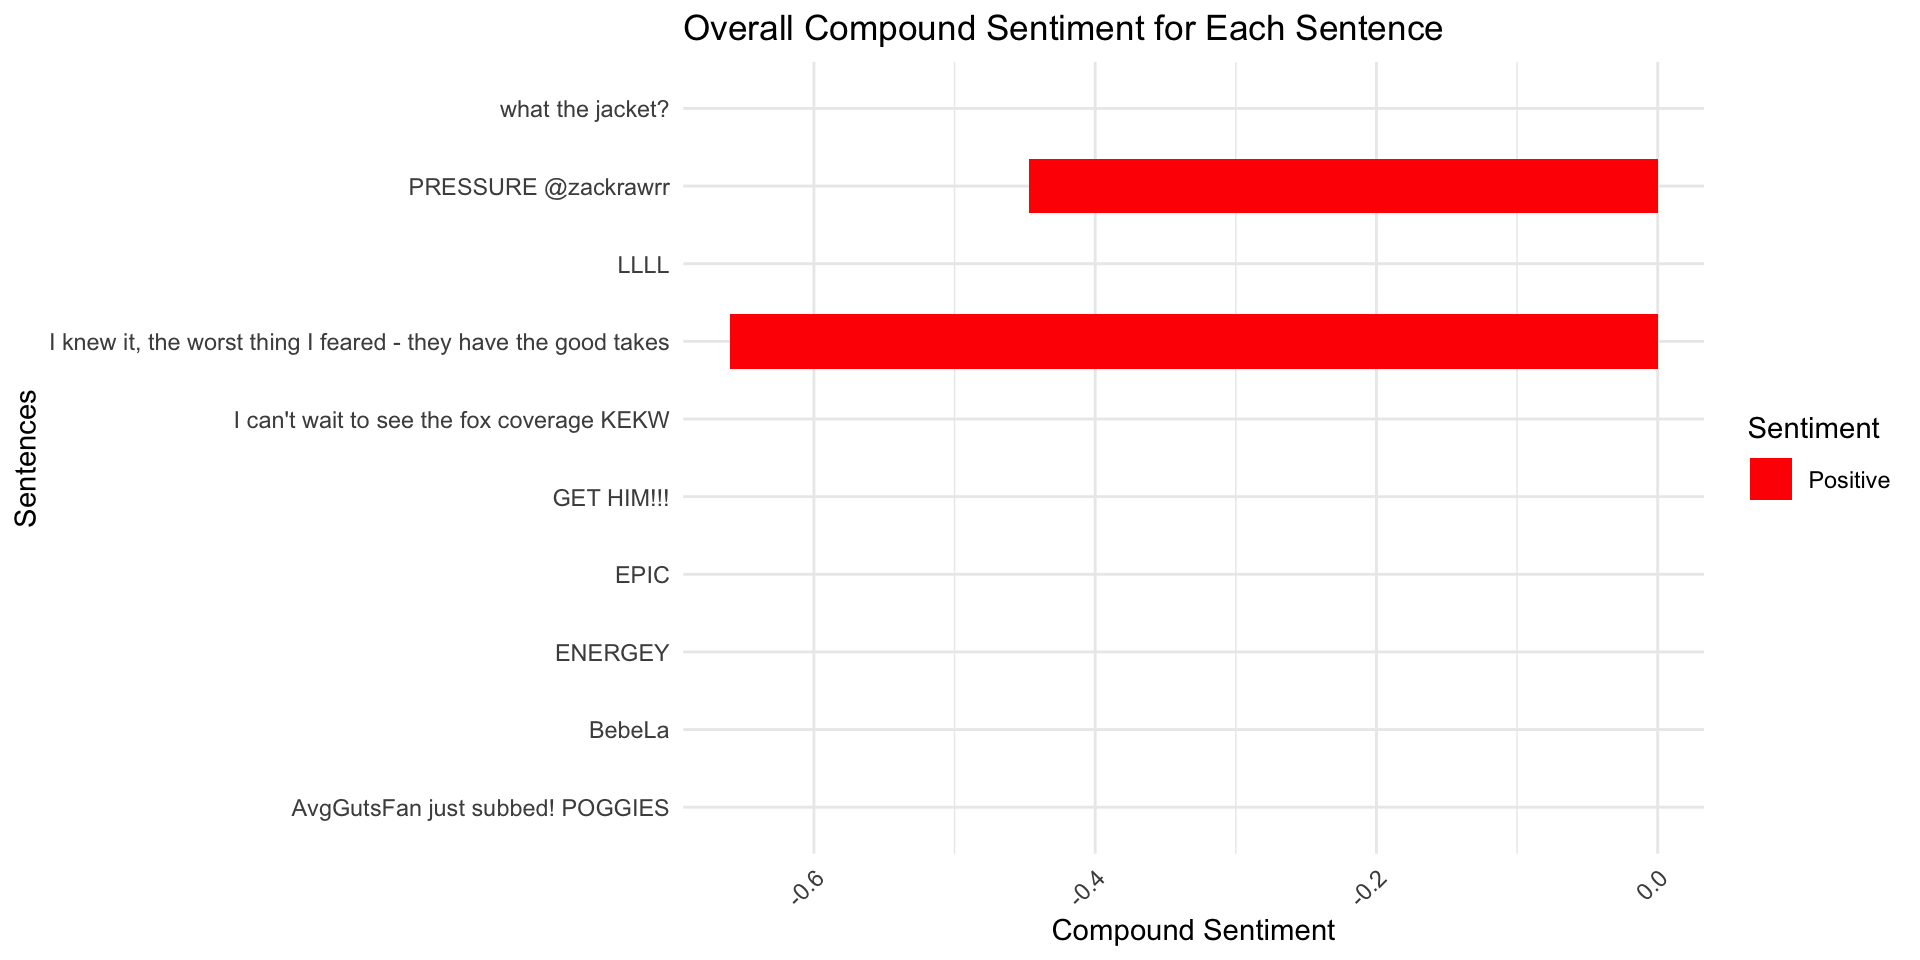 Overall Compound Sentiment for Each Sentence
what the jacket?
PRESSURE @zackrawrr
LLLL
I knew it, the worst thing I feared - they have the good takes
I can't wait to see the fox coverage KEKW
GET HIM!!!
EPIC
ENERGEY
BebeLa
AvgGutsFan just subbed! POGGIES
Sentences
-0.6
-0.4
-0.2
0.0
Compound Sentiment
Sentiment
Positive